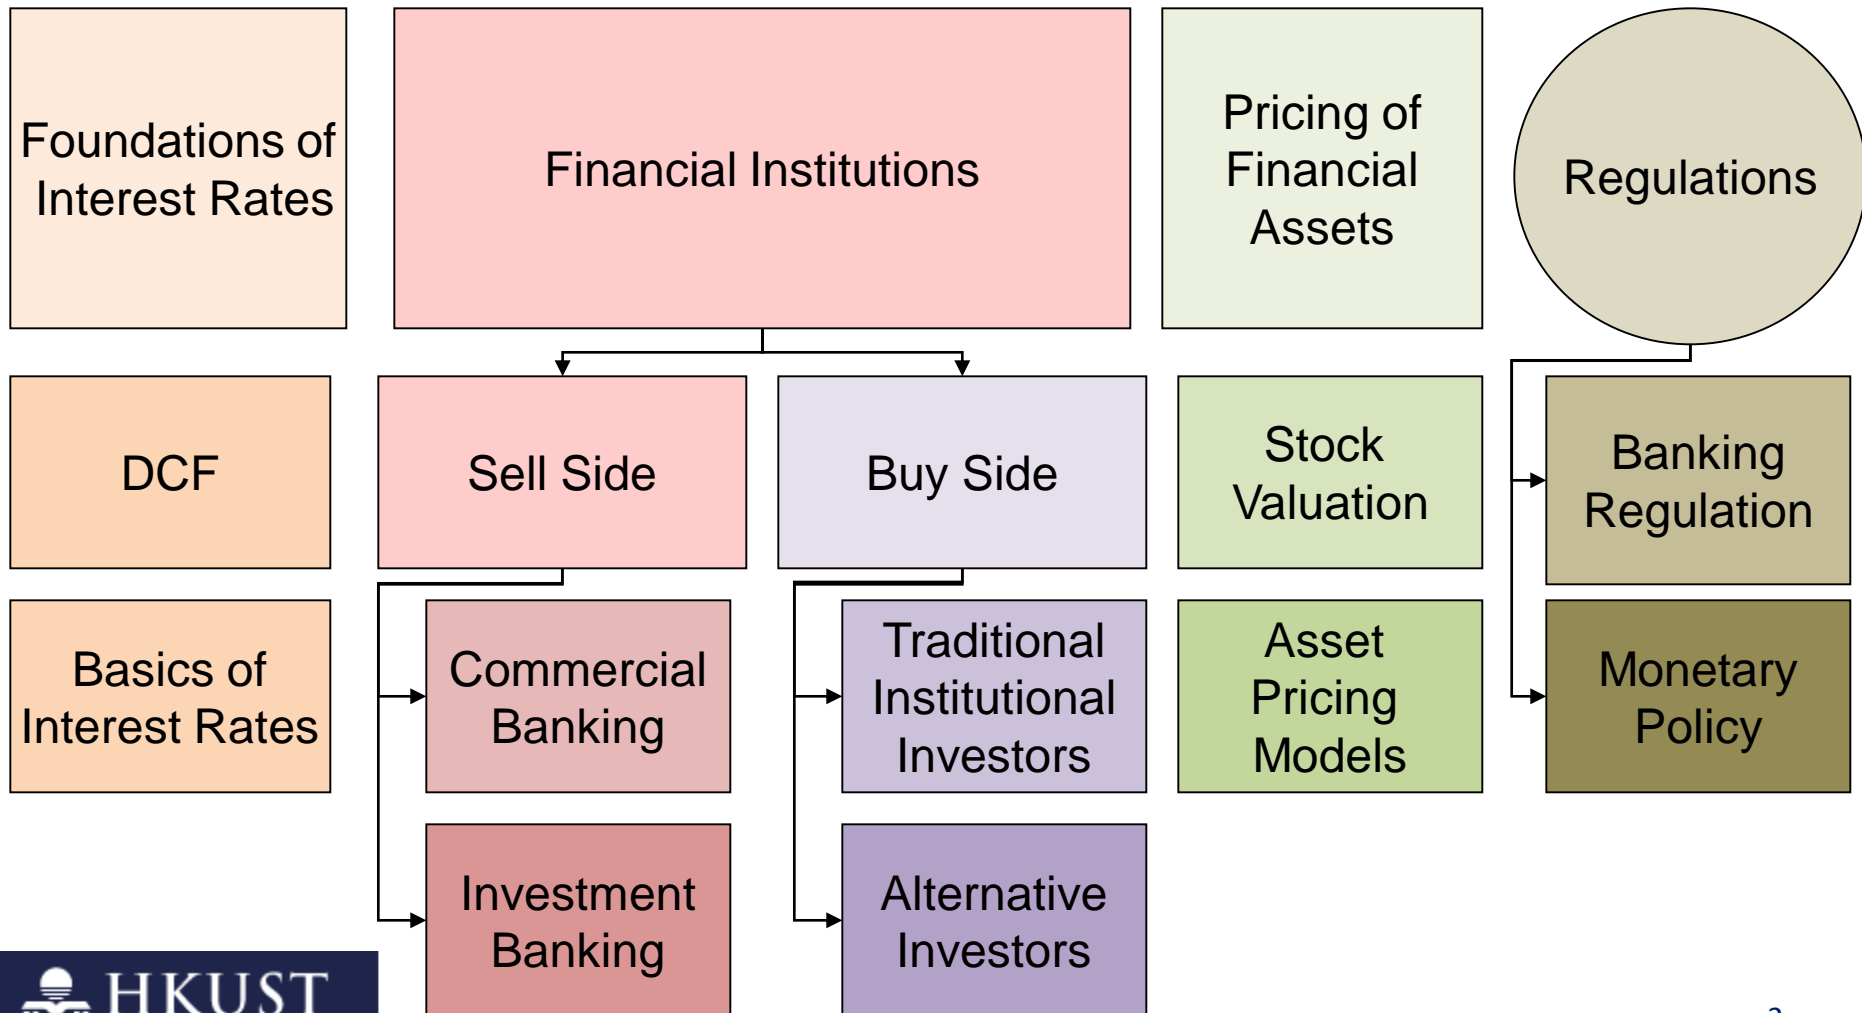 Foundations of
Interest Rates
Financial Institutions
Pricing of
Financial
Assets
Regulations
DCF
Sell Side
Buy Side
Stock
Valuation
Banking
Regulation
Basics of
Interest Rates
Commercial
Banking
Traditional
Institutional
Investors
Asset
Pricing
Models
Monetary
Policy
Investment
Banking
Alternative
Investors
HKUST